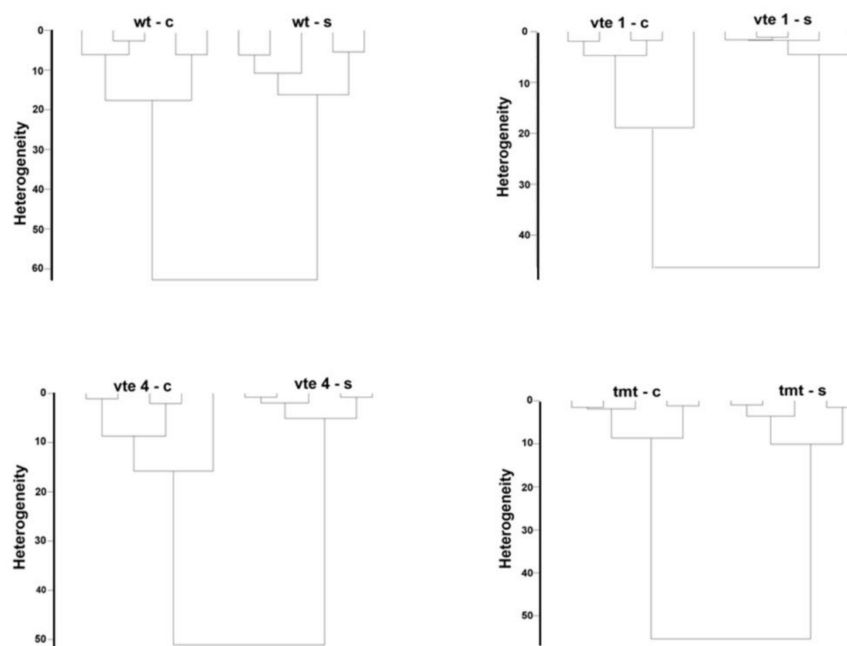 wt - c
wt - s
Heterogeneity
0
10
20
30
40
50
60
vte 1 - c
vte 1 - s
Heterogeneity
0
10
20
30
40
vte 4 - c
vte 4 - s
Heterogeneity
0
10
20
30
40
50
tmt - c
tmt - s
Heterogeneity
0
10
20
30
40
50